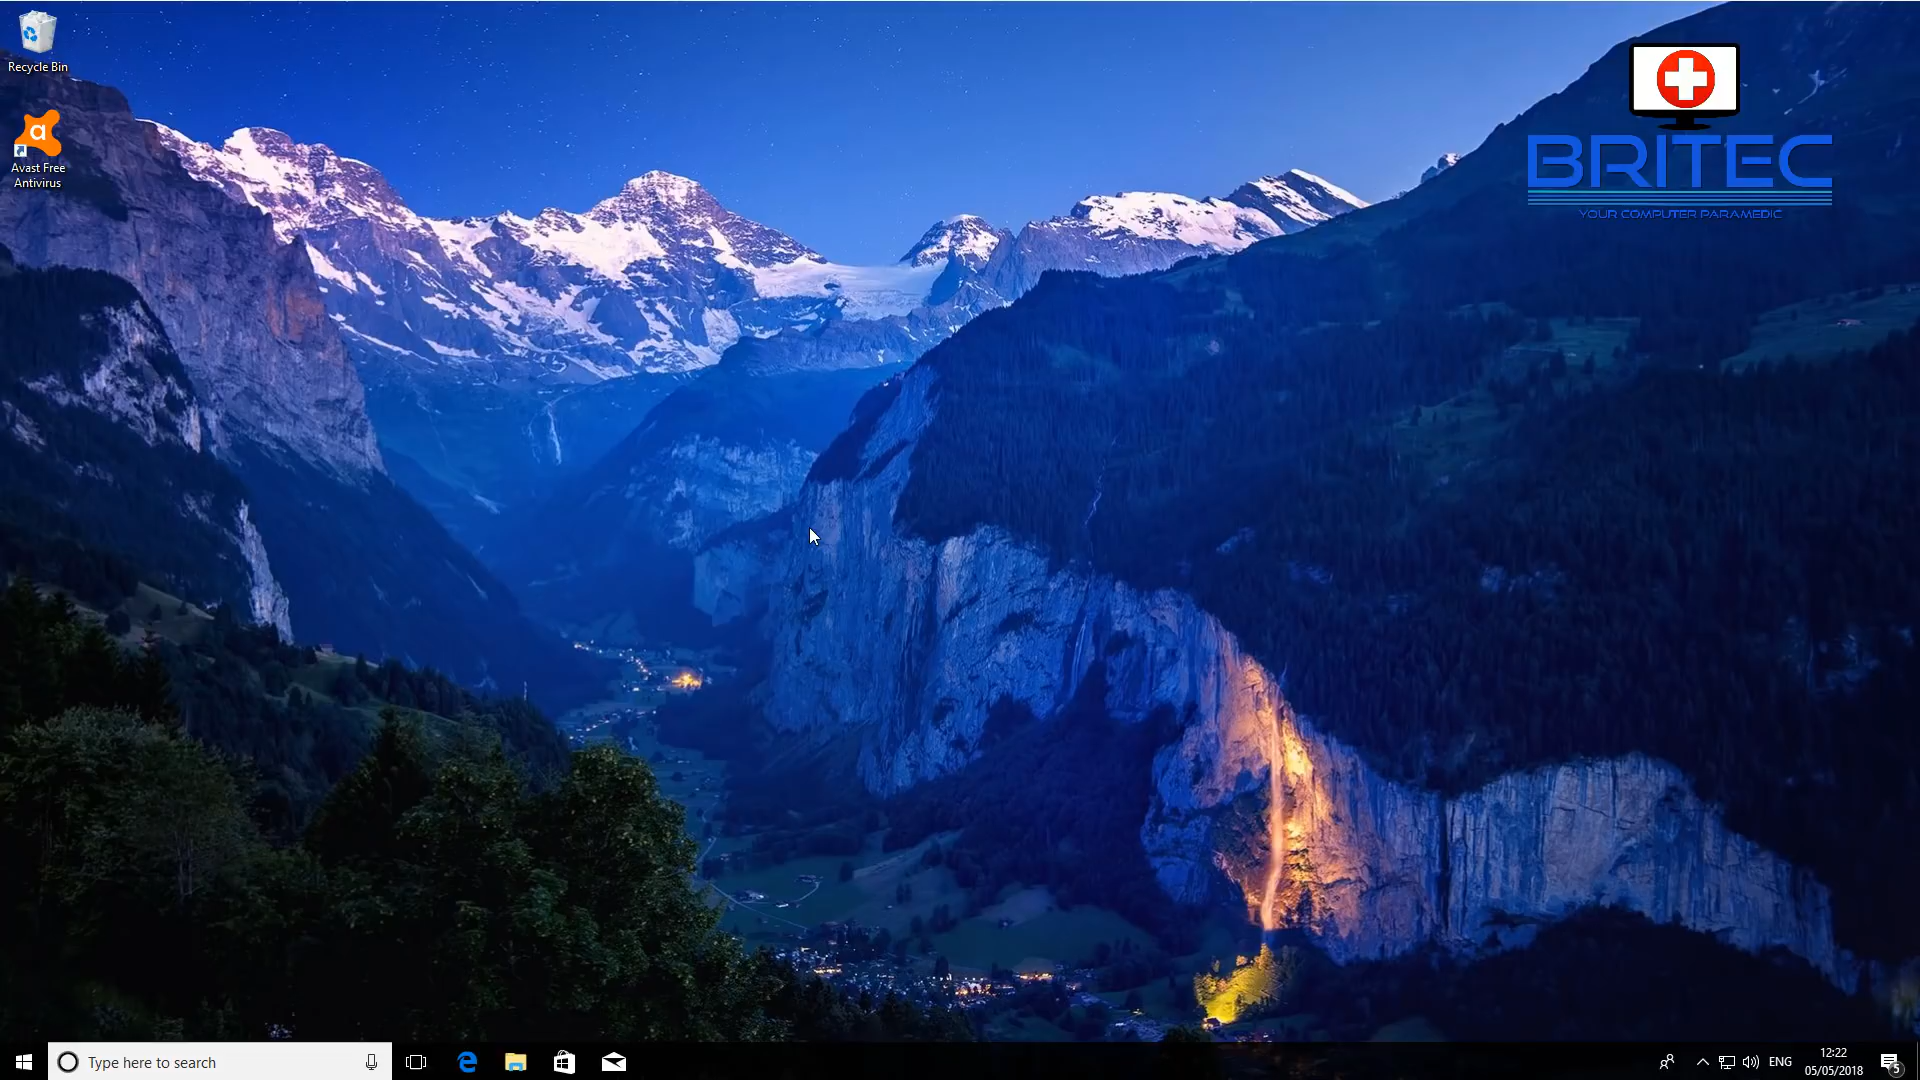 Recycle Bin
a
Avast Free
Antivirus
BRITEC
YOUR COMPUTER PARAMEDIC
Type here to search
e
ENG
12:22
05/05/2018
5